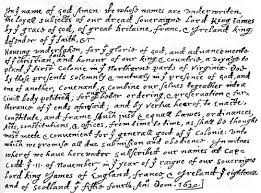 In yᵉ name of god Amen. We whose names are underwriten,
the loyall subjects of our dread soveraigne Lord King James
by yᵉ grace of god, of great Britaine, franc, & Ireland king,
defender of yᵉ faith, &c
Haveing undertaken, for yᵉ glorie of god, and advancemente
of yᵉ christian and honour of our king & countrie, a voyage to
plant yᵉ first colonie in yᵉ Northerne parts of Virginia. Doe
by these presents solemnly & mutualy in yᵉ presence of god, and
one of another, Covenant, & combine our selves togeather into a
Civill body politick; for ordering, & preservation & fur=
therance of yᵉ ends aforesaid; and by vertue hearof to enacte,
constitute, and frame shuch just & equall lawes, ordinances,
Acts, constitutions, & offices, from time to time, as shall be thought
most meete & convenient for yᵉ generall good of yᵉ Colonie: unto
which we promise all due submission and obedience. In witnes
wherof we have hereunder subscribed our names at Cap=
Codd yᵉ .11. of November, in yᵉ year of yᵉ raigne of our soveraigne
Lord king James of England, france, & Ireland yᵉ eighteenth
and of Scotland yᵉ fiftie fourth. Ano: Dom. 1620.